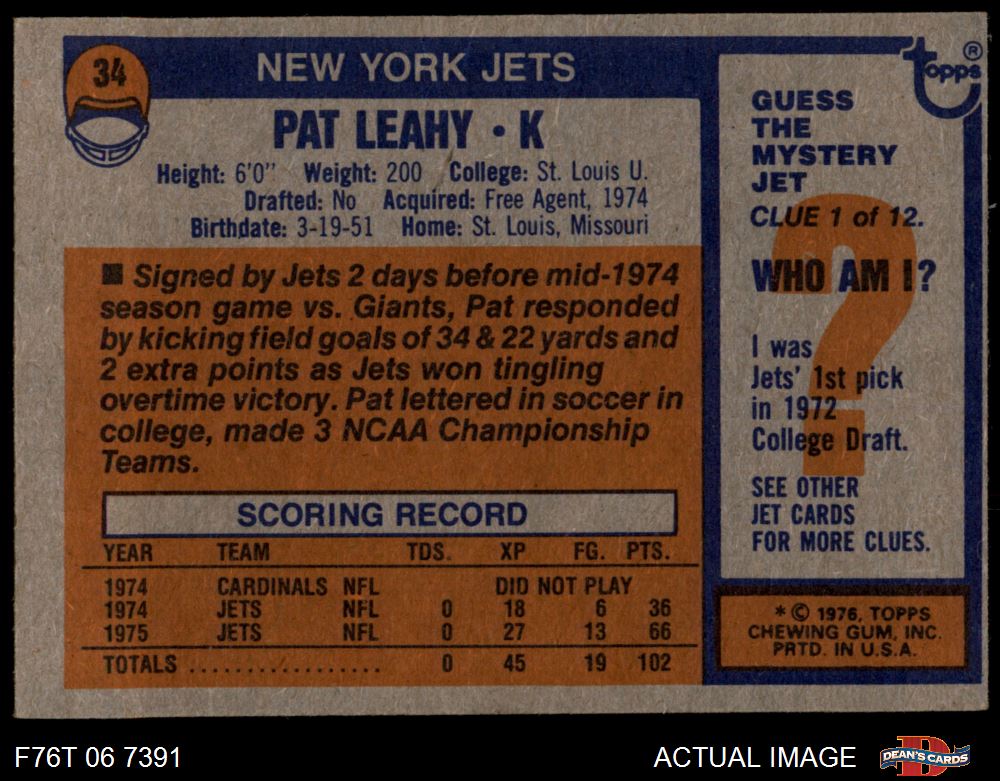 34
NEW YORK JETS
topps®
PAT LEAHY • K
Height: 6'0" Weight: 200 College: St. Louis U.
Drafted: No Acquired: Free Agent, 1974
Birthdate: 3-19-51 Home: St. Louis, Missouri
■ Signed by Jets 2 days before mid-1974
season game vs. Giants, Pat responded
by kicking field goals of 34 & 22 yards and
2 extra points as Jets won tingling
overtime victory. Pat lettered in soccer in
college, made 3 NCAA Championship
Teams.
SCORING RECORD
YEAR TEAM TDS. XP FG. PTS.
1974 CARDINALS NFL DID NOT PLAY
1974 JETS NFL 0 18 6 36
1975 JETS NFL 0 27 13 66
TOTALS .................. 0 45 19 102
GUESS
THE
MYSTERY
JET
CLUE 1 of 12.
WHO AM I?
I was
Jets' 1st pick
in 1972
College Draft.
SEE OTHER
JET CARDS
FOR MORE CLUES.
* © 1976, TOPPS
CHEWING GUM, INC.
PRTD. IN U.S.A.
F76T 06 7391
ACTUAL IMAGE
DEAN'S CARDS